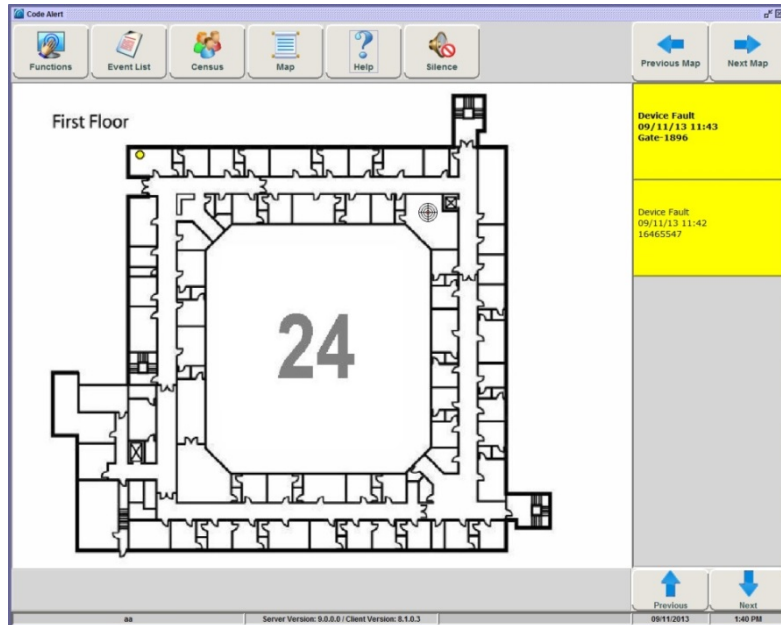 Code Alert
Functions
Event List
Census
Map
Help
Silence
Previous Map
Next Map
First Floor
24
Device Fault
09/11/13 11:43
Gate-1896
Device Fault
09/11/13 11:42
16465547
Previous
Next
aa
Server Version: 9.0.0.0 / Client Version: 8.1.0.3
09/11/2013
1:40 PM